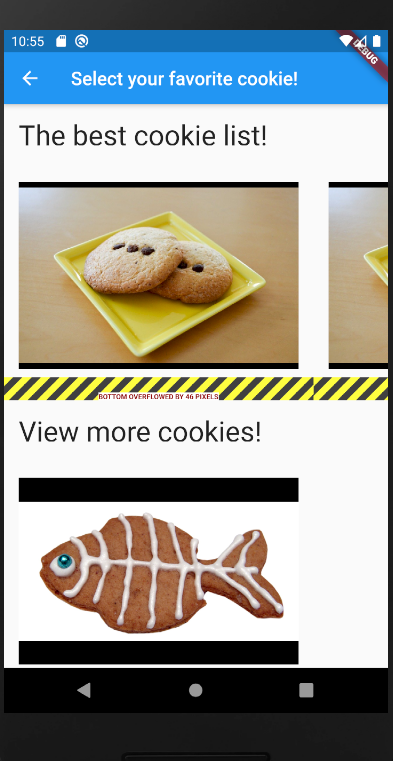 10:55
DEBUG
Select your favorite cookie!
The best cookie list!
BOTTOM OVERFLOWED BY 46 PIXELS
View more cookies!